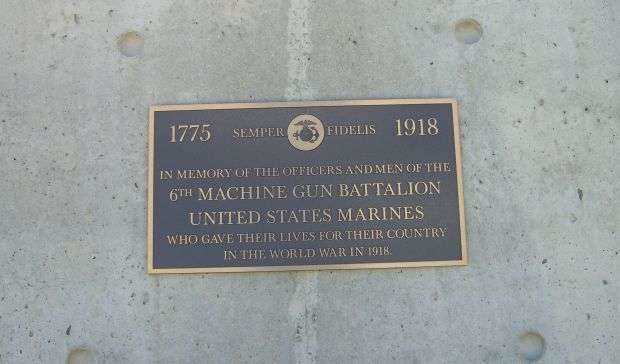 1775 SEMPER FIDELIS 1918
IN MEMORY OF THE OFFICERS AND MEN OF THE
6TH MACHINE GUN BATTALION
UNITED STATES MARINES
WHO GAVE THEIR LIVES FOR THEIR COUNTRY
IN THE WORLD WAR IN 1918.